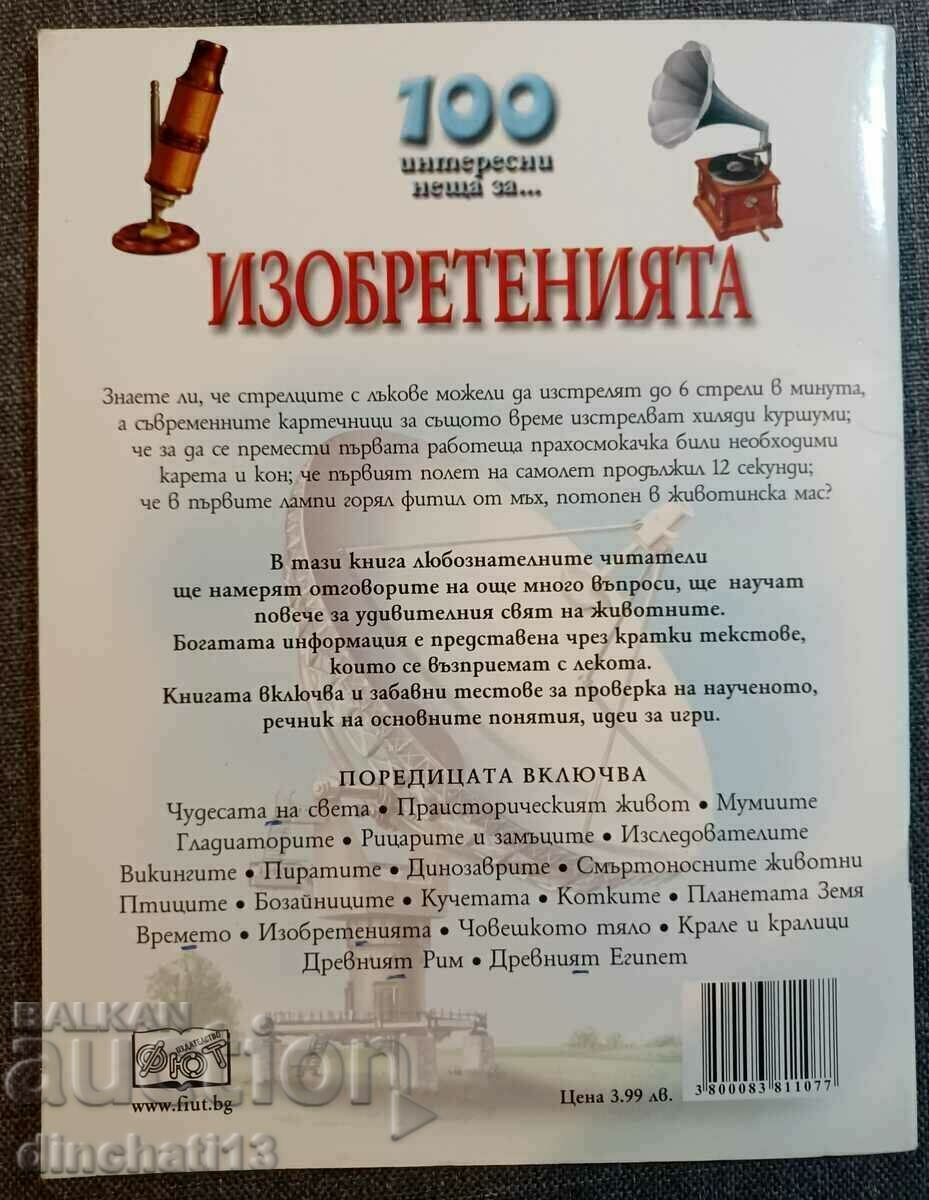 100
интересни
неща за...
ИЗОБРЕТЕНИЯТА
Знаете ли, че стрелците с лъкове можели да изстрелят до 6 стрели в минута,
а съвременните картечници за същото време изстрелват хиляди куршуми;
че за да се премести първата работеща прахосмокачка били необходими
карета и кон; че първият полет на самолет продължил 12 секунди;
че в първите лампи горял фитил от мъх, потопен в животинска мас?
В тази книга любознателните читатели
ще намерят отговорите на още много въпроси, ще научат
повече за удивителния свят на животните.
Богатата информация е представена чрез кратки текстове,
които се възприемат с лекота.
Книгата включва и забавни тестове за проверка на наученото,
речник на основните понятия, идеи за игри.
ПОРЕДИЦАТА ВКЛЮЧВА
Чудесата на света • Праисторическият живот • Мумиите
Гладиаторите • Рицарите и замъците • Изследователите
Викингите • Пиратите • Динозаврите • Смъртоносните животни
Птиците • Бозайниците • Кучетата • Котките • Планетата Земя
Времето • Изобретенията • Човешкото тяло • Крале и кралици
Древният Рим • Древният Египет
BALKAN
auction
ИЗДАТЕЛСТВО
ФЮТ
www.fiut.bg
Цена 3.99 лв.
3800083811077
dinchati13